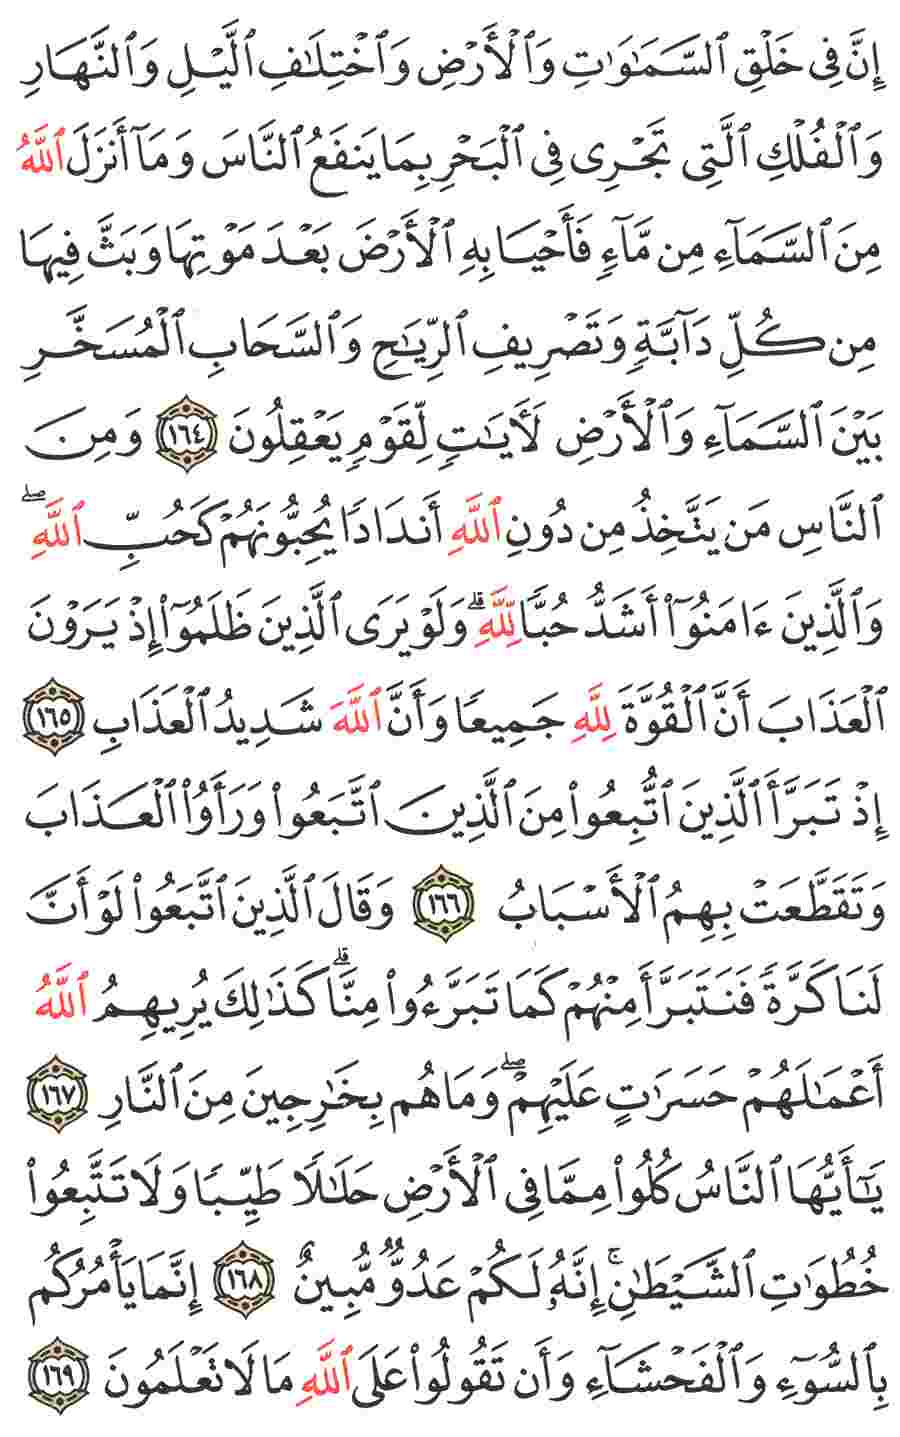 إِنَّ فِى خَلْقِ ٱلسَّمَٰوَٰتِ وَٱلْأَرْضِ وَٱخْتِلَٰفِ ٱلَّيْلِ وَٱلنَّهَارِ
وَٱلْفُلْكِ ٱلَّتِى تَجْرِى فِى ٱلْبَحْرِ بِمَا يَنفَعُ ٱلنَّاسَ وَمَآ أَنزَلَ ٱللَّهُ
مِنَ ٱلسَّمَآءِ مِن مَّآءٍ فَأَحْيَا بِهِ ٱلْأَرْضَ بَعْدَ مَوْتِهَا وَبَثَّ فِيهَا
مِن كُلِّ دَآبَّةٍ وَتَصْرِيفِ ٱلرِّيَٰحِ وَٱلسَّحَابِ ٱلْمُسَخَّرِ
بَيْنَ ٱلسَّمَآءِ وَٱلْأَرْضِ لَأٓيَٰتٍ لِّقَوْمٍ يَعْقِلُونَ ١٦٤ وَمِنَ
ٱلنَّاسِ مَن يَتَّخِذُ مِن دُونِ ٱللَّهِ أَندَادًا يُحِبُّونَهُمْ كَحُبِّ ٱللَّهِۖ
وَٱلَّذِينَ ءَامَنُوٓا۟ أَشَدُّ حُبًّا لِّلَّهِۗ وَلَوْ يَرَى ٱلَّذِينَ ظَلَمُوٓا۟ إِذْ يَرَوْنَ
ٱلْعَذَابَ أَنَّ ٱلْقُوَّةَ لِلَّهِ جَمِيعًا وَأَنَّ ٱللَّهَ شَدِيدُ ٱلْعَذَابِ ١٦٥
إِذْ تَبَرَّأَ ٱلَّذِينَ ٱتُّبِعُوا۟ مِنَ ٱلَّذِينَ ٱتَّبَعُوا۟ وَرَأَوُا۟ ٱلْعَذَابَ
وَتَقَطَّعَتْ بِهِمُ ٱلْأَسْبَابُ ١٦٦ وَقَالَ ٱلَّذِينَ ٱتَّبَعُوا۟ لَوْ أَنَّ
لَنَا كَرَّةً فَنَتَبَرَّأَ مِنْهُمْ كَمَا تَبَرَّءُوا۟ مِنَّاۗ كَذَٰلِكَ يُرِيهِمُ ٱللَّهُ
أَعْمَٰلَهُمْ حَسَرَٰتٍ عَلَيْهِمْۖ وَمَا هُم بِخَٰرِجِينَ مِنَ ٱلنَّارِ ١٦٧
يَٰٓأَيُّهَا ٱلنَّاسُ كُلُوا۟ مِمَّا فِى ٱلْأَرْضِ حَلَٰلًا طَيِّبًا وَلَا تَتَّبِعُوا۟
خُطُوَٰتِ ٱلشَّيْطَٰنِۚ إِنَّهُۥ لَكُمْ عَدُوٌّ مُّبِينٌ ١٦٨ إِنَّمَا يَأْمُرُكُم
بِٱلسُّوٓءِ وَٱلْفَحْشَآءِ وَأَن تَقُولُوا۟ عَلَى ٱللَّهِ مَا لَا تَعْلَمُونَ ١٦٩